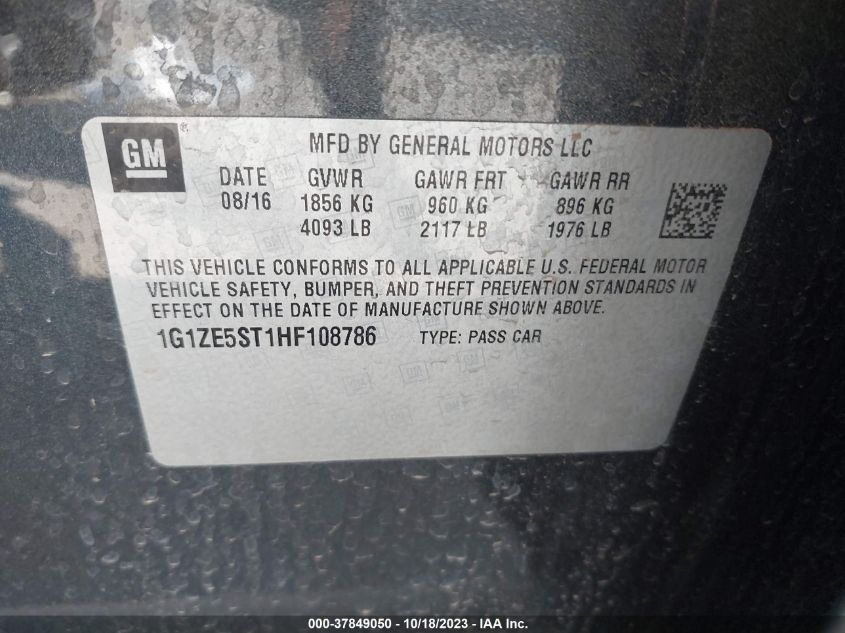 GM
MFD BY GENERAL MOTORS LLC
DATE GVWR GAWR FRT GAWR RR
08/16 1856 KG 960 KG 896 KG
4093 LB 2117 LB 1976 LB
THIS VEHICLE CONFORMS TO ALL APPLICABLE U.S. FEDERAL MOTOR
VEHICLE SAFETY, BUMPER, AND THEFT PREVENTION STANDARDS IN
EFFECT ON THE DATE OF MANUFACTURE SHOWN ABOVE.
1G1ZE5ST1HF108786 TYPE: PASS CAR
000-37849050 - 10/18/2023 - IAA Inc.